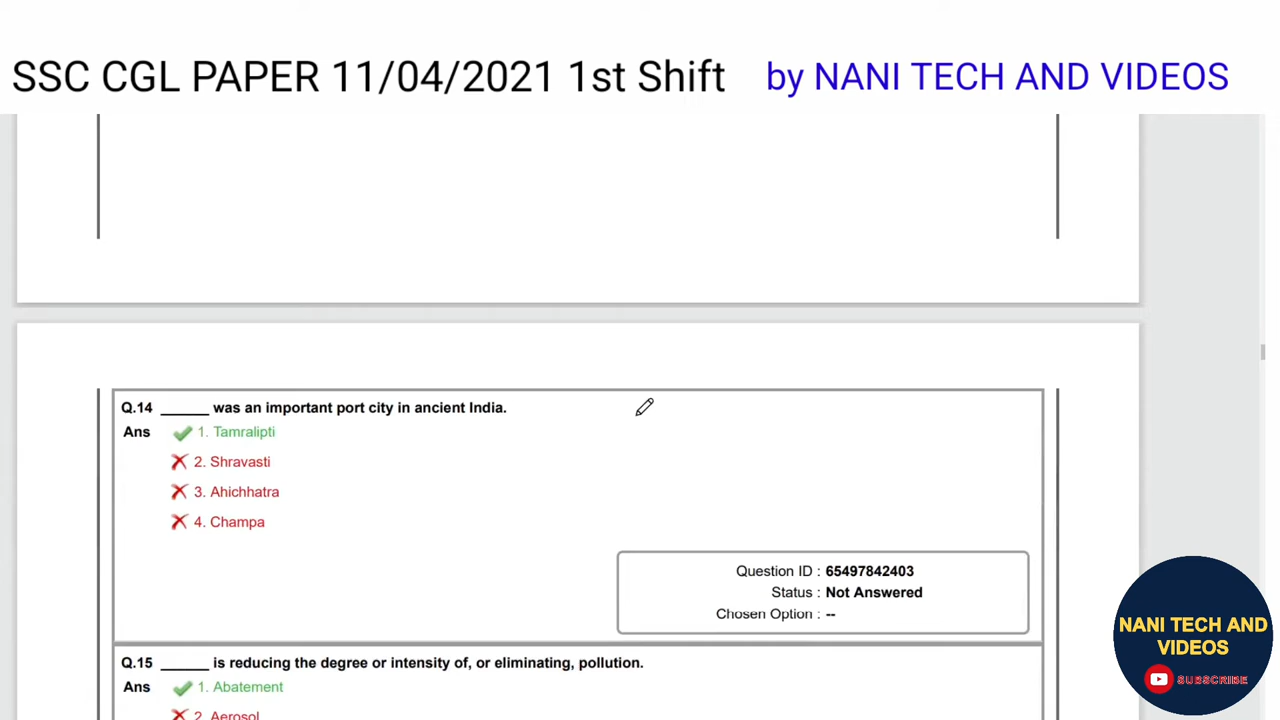 SSC CGL PAPER 11/04/2021 1st Shift by NANI TECH AND VIDEOS
Q.14 ______ was an important port city in ancient India.
Ans 1. Tamralipti
2. Shravasti
3. Ahichhatra
4. Champa
Question ID : 65497842403
Status : Not Answered
Chosen Option : --
Q.15 ______ is reducing the degree or intensity of, or eliminating, pollution.
Ans 1. Abatement
2. Aerosol
NANI TECH AND
VIDEOS
SUBSCRIBE